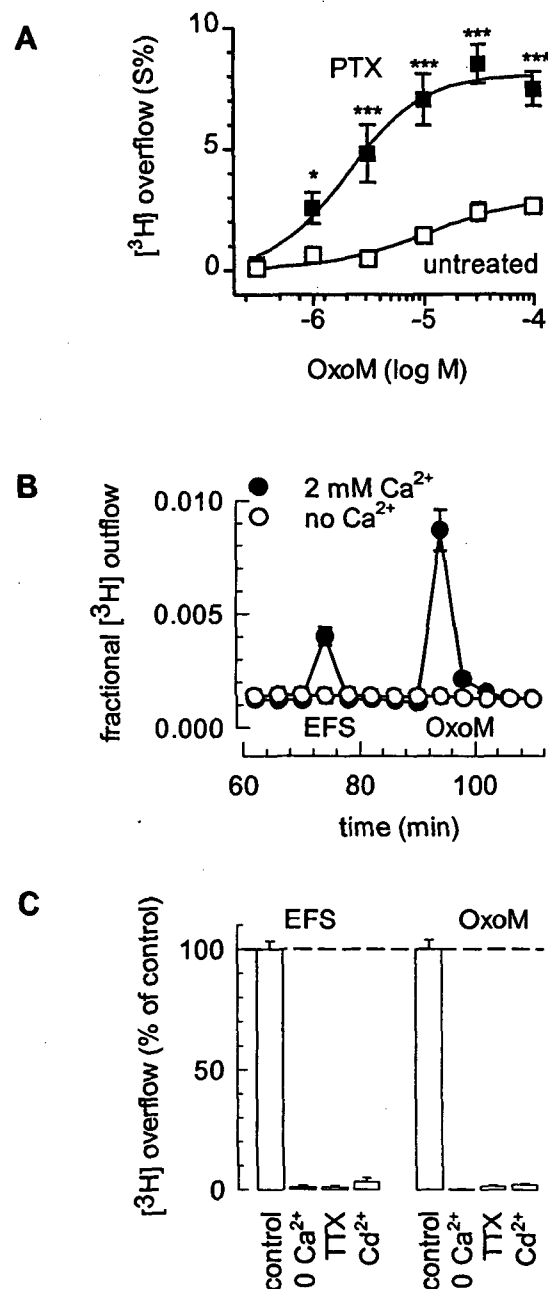 A
[³H] overflow (S%)
10
5
0
PTX
*
***
***
***
***
untreated
-6
-5
-4
OxoM (log M)
B
2 mM Ca²⁺
no Ca²⁺
fractional [³H] outflow
0.010
0.005
0.000
EFS
OxoM
60
80
100
time (min)
C
EFS
OxoM
[³H] overflow (% of control)
100
50
0
control
0 Ca²⁺
TTX
Cd²⁺
control
0 Ca²⁺
TTX
Cd²⁺